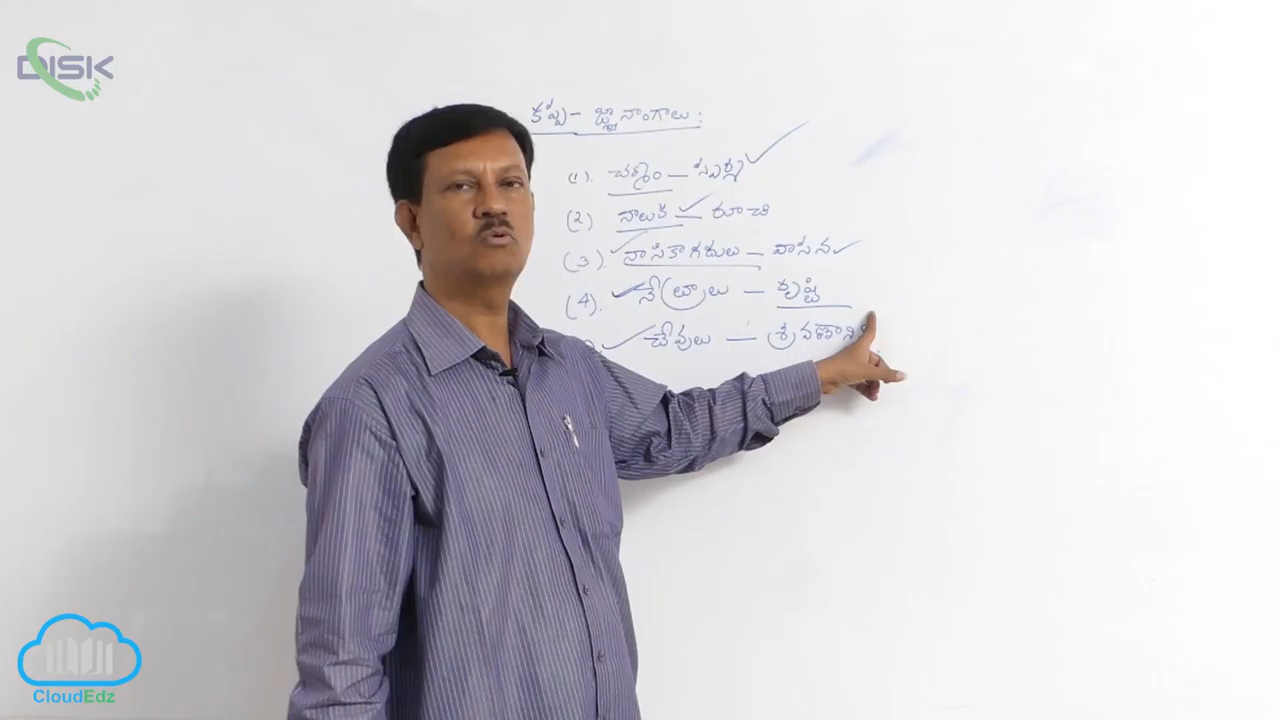 DISK
కప్ప - జ్ఞానాంగాలు :
(1). చర్మం - స్పర్శ
(2) నాలుక - రూచి
(3). నాసికాగదులు - వాసన
(4). నేత్రాలు - దృష్టి
చేవులు -
CloudEdz